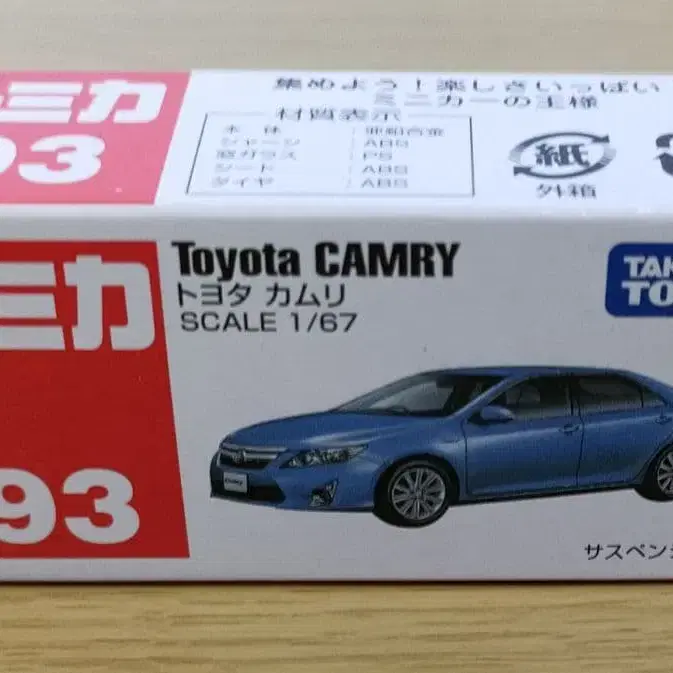 トミカ
93
集めよう!楽しさいっぱい
ミニカーの王様
材質表示
本 体 : 亜鉛合金
シャーシ : ABS
窓ガラス : PS
シート : ABS
タイヤ : ABS
紙
外箱
ミカ
93
Toyota CAMRY
トヨタ カムリ
SCALE 1/67
TAK
TO
サスペン